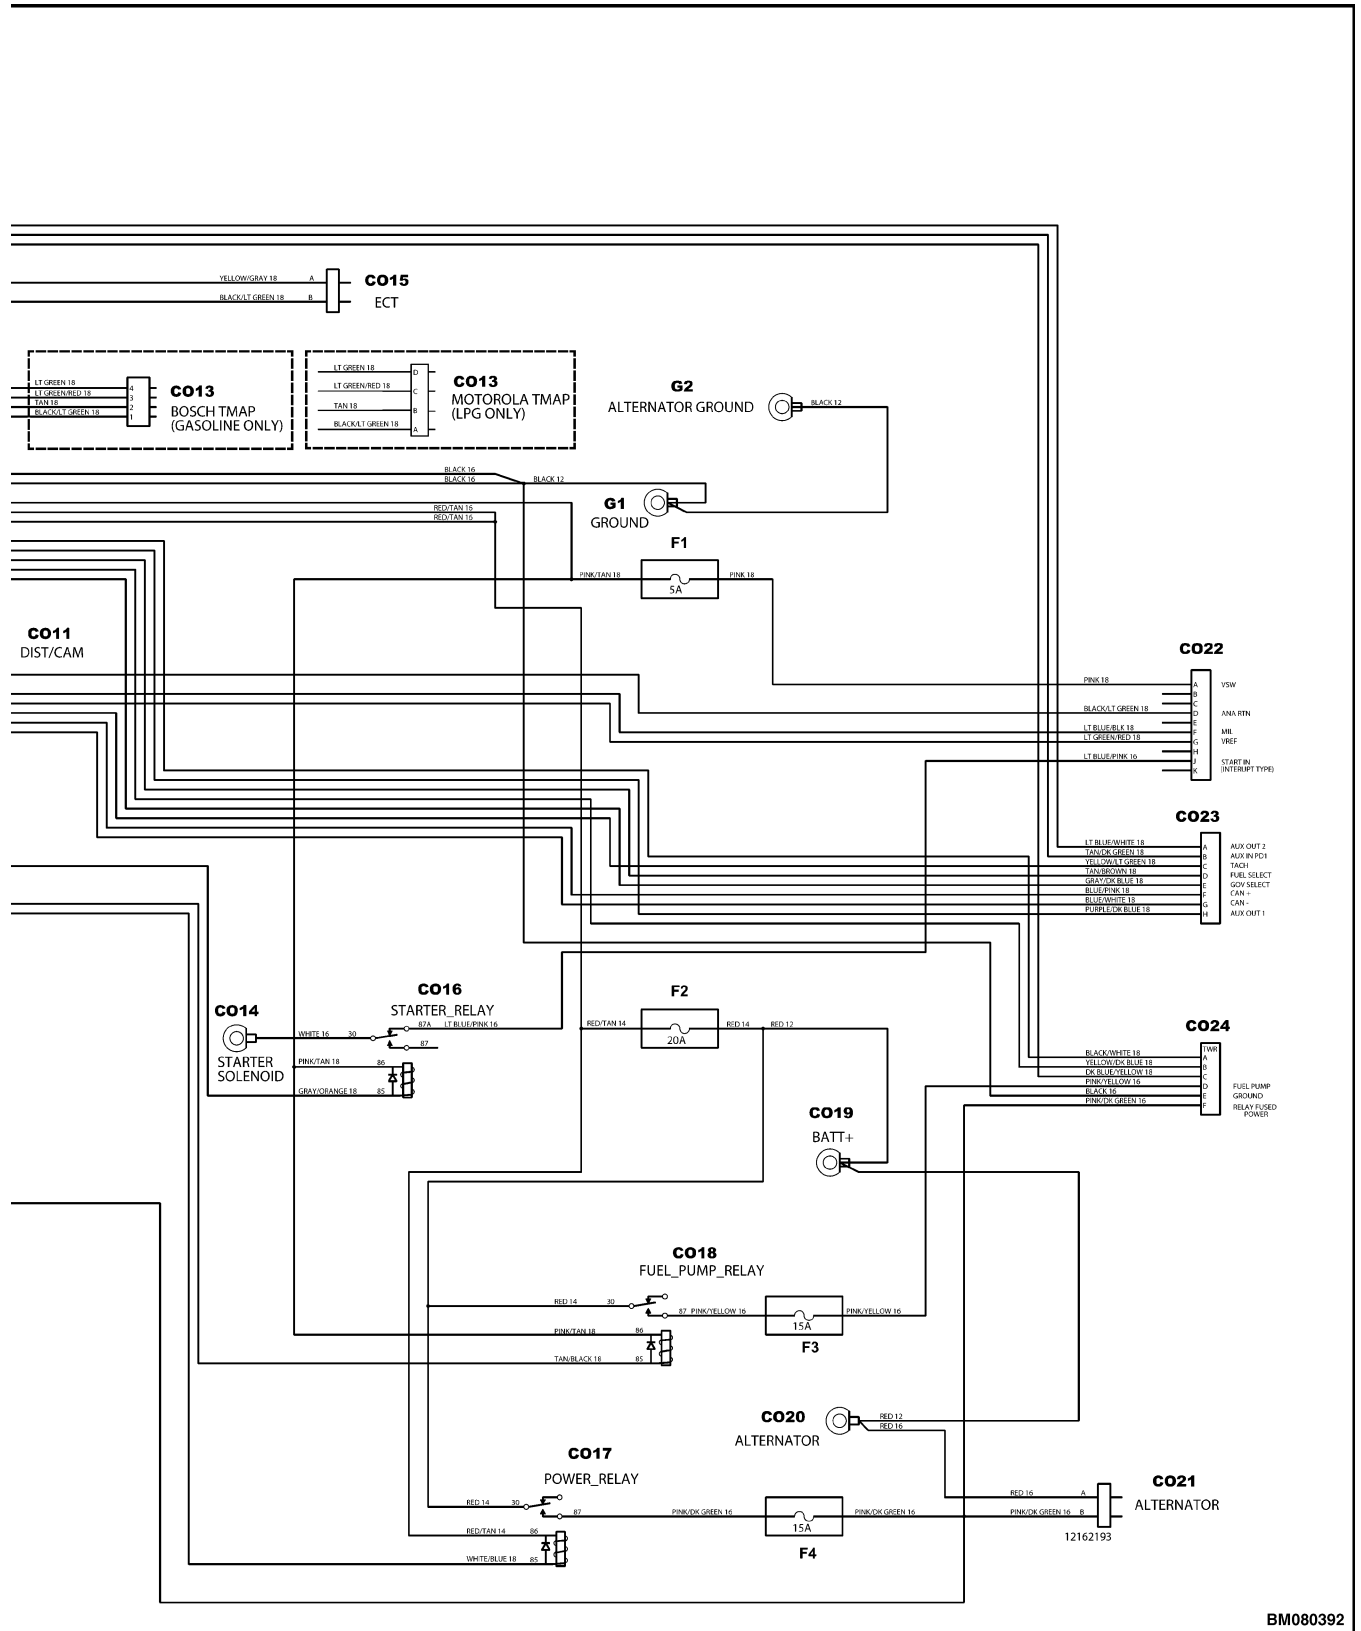 YELLOW/GRAY 18 A
CO15
ECT
BLACK/LT GREEN 18 B
LT GREEN 18 4
LT GREEN/RED 18 3
TAN 18 2
BLACK/LT GREEN 18 1
CO13
BOSCH TMAP
(GASOLINE ONLY)
LT GREEN 18 D
LT GREEN/RED 18 C
TAN 18 B
BLACK/LT GREEN 18 A
CO13
MOTOROLA TMAP
(LPG ONLY)
G2
ALTERNATOR GROUND
BLACK 12
BLACK 16
BLACK 16
BLACK 12
G1
GROUND
RED/TAN 16
RED/TAN 16
F1
PINK/TAN 18
5A
PINK 18
CO11
DIST/CAM
CO22
PINK 18 A VSW
B
C
BLACK/LT GREEN 18 D ANA RTN
E
LT BLUE/BLK 18 F MIL
LT GREEN/RED 18 G VREF
H
LT BLUE/PINK 16 J START IN
K (INTERUPT TYPE)
CO23
LT BLUE/WHITE 18 A AUX OUT 2
TAN/DK GREEN 18 B AUX IN PD1
YELLOW/LT GREEN 18 C TACH
TAN/BROWN 18 D FUEL SELECT
GRAY/DK BLUE 18 E GOV SELECT
BLUE/PINK 18 F CAN +
BLUE/WHITE 18 G CAN -
PURPLE/DK BLUE 18 H AUX OUT 1
CO14
STARTER
SOLENOID
CO16
STARTER_RELAY
WHITE 16 30
87A LT BLUE/PINK 16
87
PINK/TAN 18 86
GRAY/ORANGE 18 85
F2
RED/TAN 14
20A
RED 14
RED 12
CO24
TWR
BLACK/WHITE 18 A
YELLOW/DK BLUE 18 B
DK BLUE/YELLOW 18 C
PINK/YELLOW 16 D FUEL PUMP
BLACK 16 E GROUND
PINK/DK GREEN 16 F RELAY FUSED
POWER
CO19
BATT+
CO18
FUEL_PUMP_RELAY
RED 14 30
87 PINK/YELLOW 16
15A
PINK/YELLOW 16
F3
PINK/TAN 18 86
TAN/BLACK 18 85
CO20
ALTERNATOR
RED 12
RED 16
CO17
POWER_RELAY
RED 14 30
87
PINK/DK GREEN 16
15A
PINK/DK GREEN 16
F4
RED/TAN 14 86
WHITE/BLUE 18 85
CO21
ALTERNATOR
RED 16 A
PINK/DK GREEN 16 B
12162193
BM080392